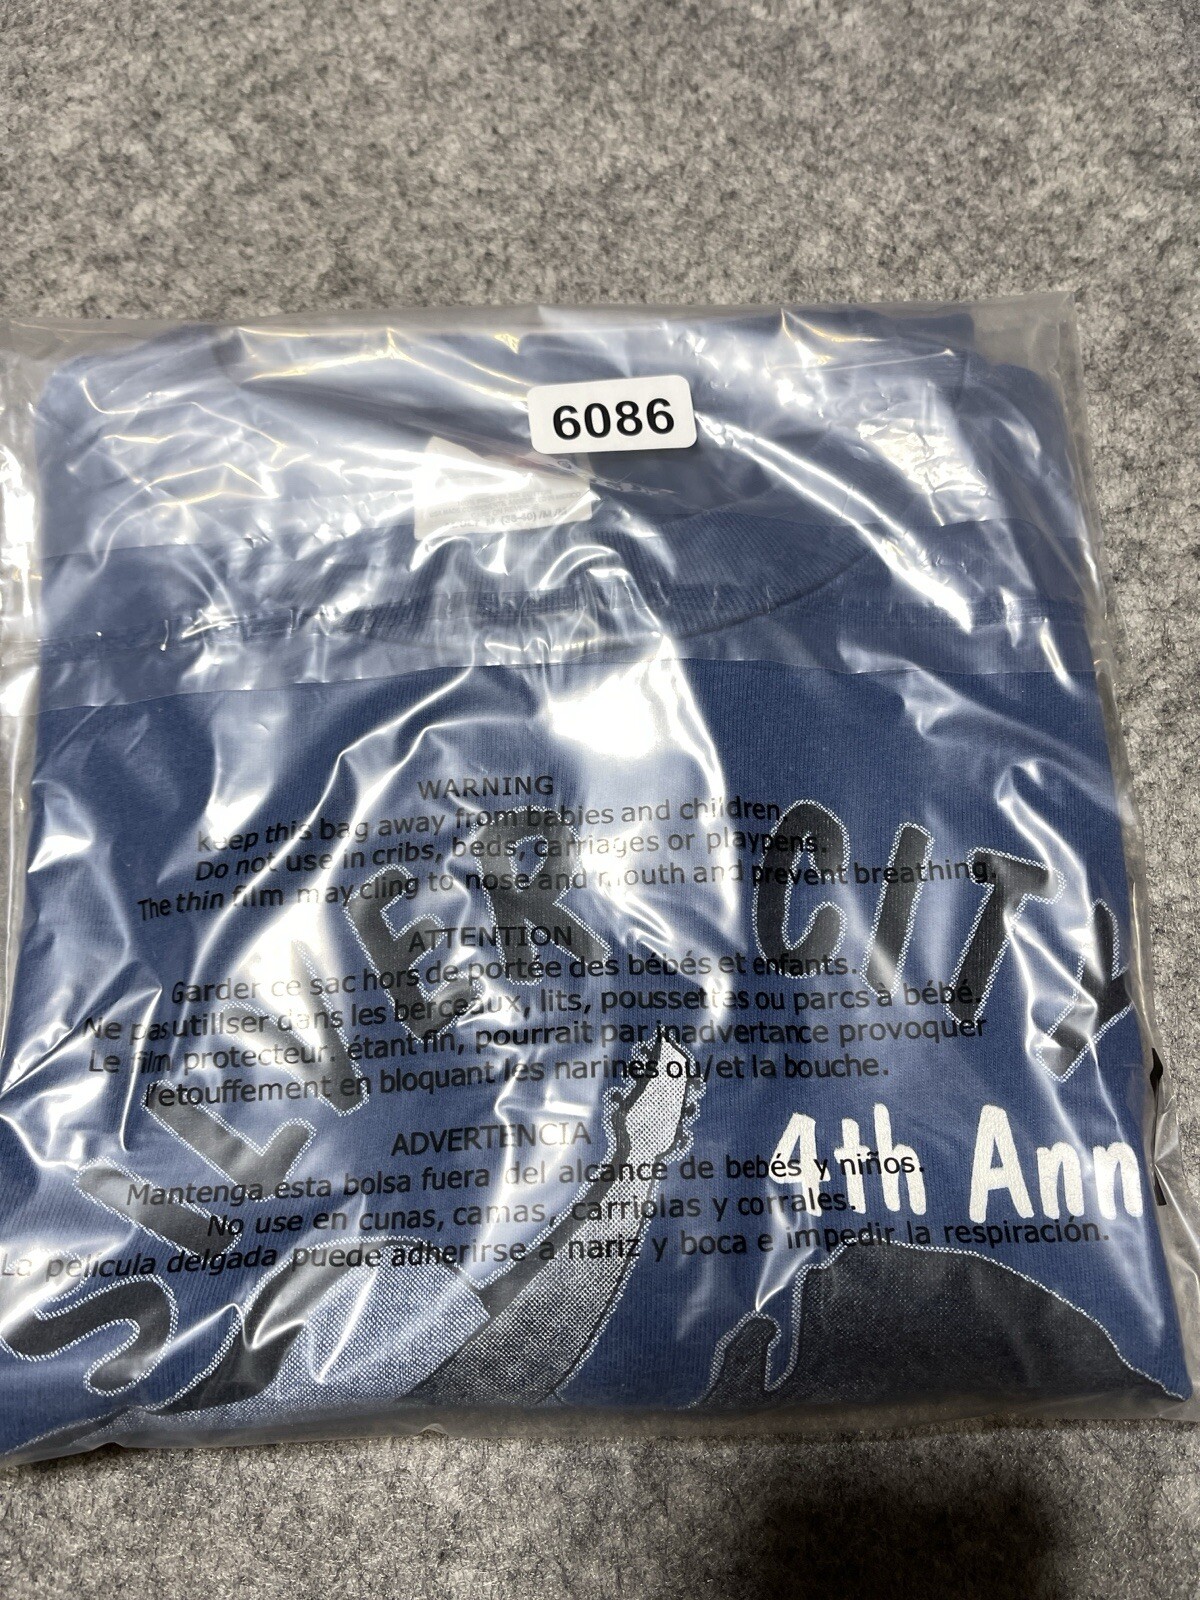 6086
M (38-40)
WARNING
keep this bag away from babies and children.
Do not use in cribs, beds, carriages or playpens.
The thin film may cling to nose and mouth and prevent breathing.
ATTENTION
Garder ce sac hors de portée des bébés et enfants.
Ne pas utiliser dans les berceaux, lits, poussettes ou parcs à bébé.
Le film protecteur. étant fin, pourrait par inadvertance provoquer
l'etouffement en bloquant les narines ou/et la bouche.
ADVERTENCIA
Mantenga esta bolsa fuera del alcance de bebés y niños.
No use en cunas, camas, carriolas y corrales.
La película delgada puede adherirse a nariz y boca e impedir la respiración.
SILVER CITY
4th Ann